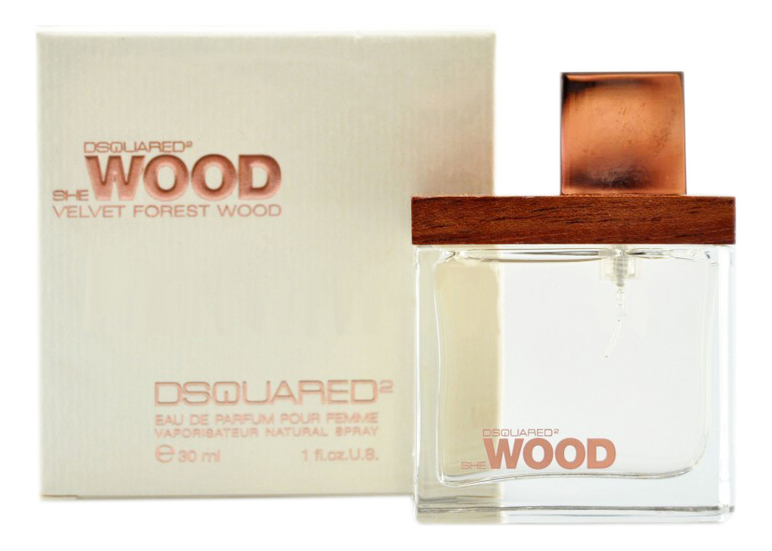 DSQUARED²
SHE WOOD
VELVET FOREST WOOD
DSQUARED²
EAU DE PARFUM POUR FEMME
VAPORISATEUR NATURAL SPRAY
℮ 30 ml 1 fl.oz.U.S.
DSQUARED²
SHE WOOD